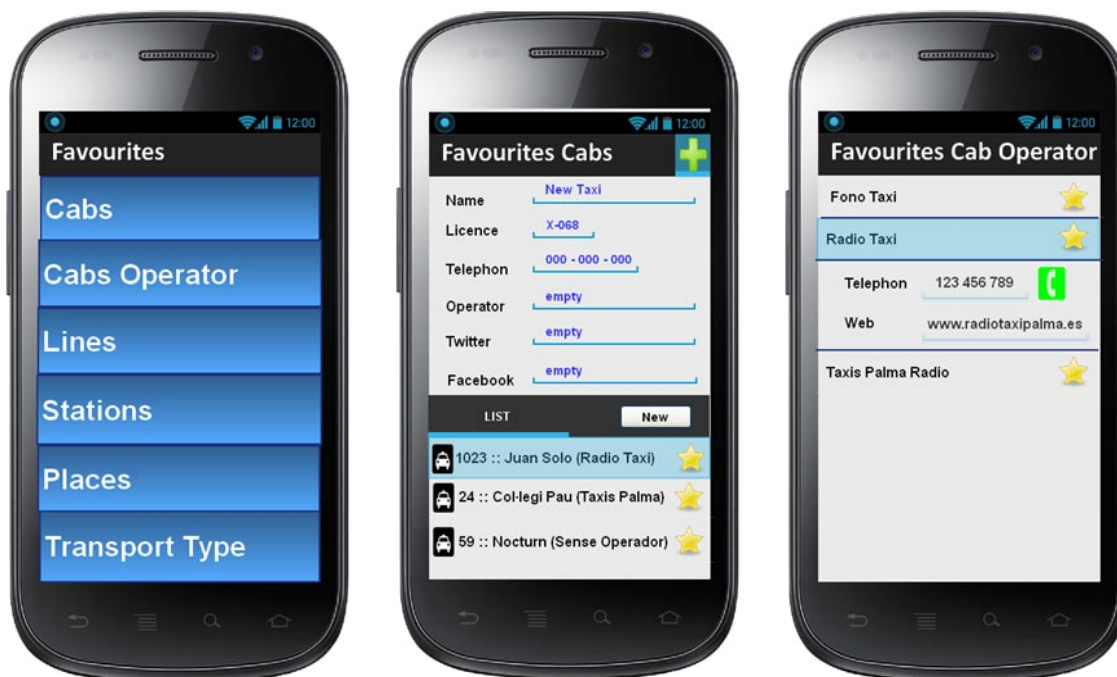 12:00
Favourites
Cabs
Cabs Operator
Lines
Stations
Places
Transport Type
12:00
Favourites Cabs
Name New Taxi
Licence X-068
Telephon 000 - 000 - 000
Operator empty
Twitter empty
Facebook empty
LIST New
1023 :: Juan Solo (Radio Taxi)
24 :: Col·legi Pau (Taxis Palma)
59 :: Nocturn (Sense Operador)
12:00
Favourites Cab Operator
Fono Taxi
Radio Taxi
Telephon 123 456 789
Web www.radiotaxipalma.es
Taxis Palma Radio